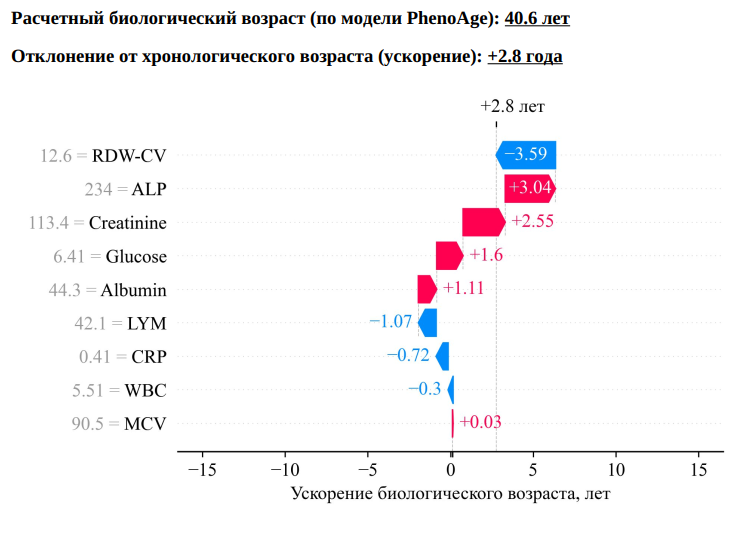 Расчетный биологический возраст (по модели PhenoAge): 40.6 лет
Отклонение от хронологического возраста (ускорение): +2.8 года
+2.8 лет
12.6 = RDW-CV −3.59
234 = ALP +3.04
113.4 = Creatinine +2.55
6.41 = Glucose +1.6
44.3 = Albumin +1.11
42.1 = LYM −1.07
0.41 = CRP −0.72
5.51 = WBC −0.3
90.5 = MCV +0.03
−15 −10 −5 0 5 10 15
Ускорение биологического возраста, лет